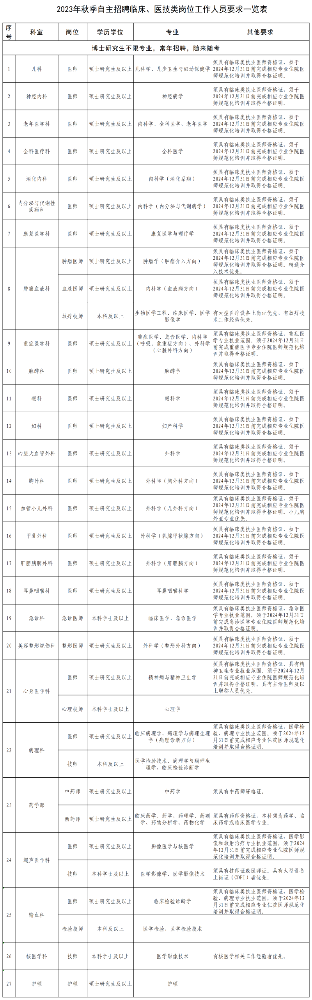 2023年秋季自主招聘临床、医技类岗位工作人员要求一览表
序号 科室 岗位 学历学位 专业 其他要求
博士研究生不限专业，常年招聘，随来随考
1 儿科 医师 硕士研究生及以上 儿科学、儿少卫生与妇幼保健学 须具有临床类执业医师资格证，须于2024年12月31日前完成相应专业住院医师规范化培训并取得合格证明。
2 神经内科 医师 硕士研究生及以上 神经病学 须具有临床类执业医师资格证，须于2024年12月31日前完成相应专业住院医师规范化培训并取得合格证明。
3 老年医学科 医师 硕士研究生及以上 内科学、全科医学、老年医学 须具有临床类执业医师资格证，须于2024年12月31日前完成相应专业住院医师规范化培训并取得合格证明。
4 全科医疗科 医师 硕士研究生及以上 全科医学 须具有临床类执业医师资格证，须于2024年12月31日前完成相应专业住院医师规范化培训并取得合格证明。
5 消化内科 医师 硕士研究生及以上 内科学（消化系病） 须具有临床类执业医师资格证，须于2024年12月31日前完成相应专业住院医师规范化培训并取得合格证明。
6 内分泌与代谢性疾病科 医师 硕士研究生及以上 内科学（内分泌与代谢病学） 须具有临床类执业医师资格证，须于2024年12月31日前完成相应专业住院医师规范化培训并取得合格证明。
7 康复医学科 医师 硕士研究生及以上 康复医学与理疗学 须具有临床类执业医师资格证，须于2024年12月31日前完成相应专业住院医师规范化培训并取得合格证明。
8 肿瘤血液科 肿瘤医师 硕士研究生及以上 肿瘤学（肿瘤介入方向） 须具有临床类执业医师资格证，须于2024年12月31日前完成相应专业住院医师规范化培训并取得合格证明。精通介入技术优先。
血液医师 硕士研究生及以上 内科学（血液病方向） 须具有临床类执业医师资格证，须于2024年12月31日前完成相应专业住院医师规范化培训并取得合格证明。
放疗技师 本科及以上 生物医学工程、临床医学、医学影像学 有大型医疗设备上岗证优先、有放疗技术工作经验优先。
9 重症医学科 医师 硕士研究生及以上 重症医学、急诊医学、内科学（呼吸、危重症方向）、外科学（心脏外科方向） 须具有临床类执业医师资格证，重症医学专业执业范围。须于2024年12月31日前完成重症医学专业住院医师规范化培训并取得合格证明。
10 麻醉科 医师 硕士研究生及以上 麻醉学 须具有临床类执业医师资格证，须于2024年12月31日前完成相应专业住院医师规范化培训并取得合格证明。
11 眼科 医师 硕士研究生及以上 眼科学 须具有临床类执业医师资格证，须于2024年12月31日前完成相应专业住院医师规范化培训并取得合格证明。
12 妇科 医师 硕士研究生及以上 妇产科学 须具有临床类执业医师资格证，须于2024年12月31日前完成相应专业住院医师规范化培训并取得合格证明。
13 心脏大血管外科 医师 硕士研究生及以上 外科学 须具有临床类执业医师资格证，须于2024年12月31日前完成相应专业住院医师规范化培训并取得合格证明。
14 胸外科 医师 硕士研究生及以上 外科学（胸外科方向） 须具有临床类执业医师资格证，须于2024年12月31日前完成相应专业住院医师规范化培训并取得合格证明。
15 血管小儿外科 医师 硕士研究生及以上 外科学（儿外科方向） 须具有临床类执业医师资格证，须于2024年12月31日前完成相应专业住院医师规范化培训并取得合格证明。小儿胸外亚专业优先。
16 甲乳外科 医师 硕士研究生及以上 外科学（乳腺甲状腺方向） 须具有临床类执业医师资格证，须于2024年12月31日前完成相应专业住院医师规范化培训并取得合格证明。
17 肝胆胰脾外科 医师 硕士研究生及以上 外科学（肝胆胰方向） 须具有临床类执业医师资格证，须于2024年12月31日前完成相应专业住院医师规范化培训并取得合格证明。
18 耳鼻咽喉科 医师 硕士研究生及以上 耳鼻咽喉科学 须具有临床类执业医师资格证，须于2024年12月31日前完成相应专业住院医师规范化培训并取得合格证明。
19 急诊科 急诊医师 本科学士及以上 临床医学、急诊医学 须具有临床类执业医师资格证，急诊医学专业执业范围。须于2024年12月31日前完成急诊医学专业住院医师规范化培训并取得合格证明。
20 美容整形烧伤科 整形医师 硕士研究生及以上 外科学（整形外科方向） 须具有临床类执业医师资格证，须于2024年12月31日前完成相应专业住院医师规范化培训并取得合格证明。
21 心身医学科 医师 硕士研究生及以上 精神病与精神卫生学 须具有临床类执业医师资格证，具有精神卫生专业执业范围。须于2024年12月31日前完成相应专业住院医师规范化培训并取得合格证明。具有主治医师及以上职称人员优先。
心理技师 本科学士及以上 心理学
22 病理科 医师 硕士研究生及以上 临床病理学、病理学与病理生理学（病理诊断方向） 须具有临床类执业医师资格证，医学检验、病理专业执业范围。须于2024年12月31日前完成相应专业住院医师规范化培训并取得合格证明。
技师 本科及以上 医学检验技术、病理学与病理生理学、临床检验诊断学
23 药学部 中药师 硕士研究生及以上 中药学 须具有中药师资格证。
西药师 硕士研究生及以上 临床药学、药学、药理学、药剂学、药物分析学、药物化学 须具有药师资格证，本科须为药学、临床药学或临床医学专业。
24 超声医学科 医师 硕士研究生及以上 影像医学与核医学 须具有临床类执业医师资格证，医学影像和放射治疗专业执业范围。须于2024年12月31日前完成相应专业住院医师规范化培训并取得合格证明。
技师 本科学士及以上 医学影像学、医学影像技术 须具有技师证或医师证。具有大型设备上岗证（CDFI）者优先。
25 输血科 医师 硕士研究生及以上 临床检验诊断学 须具有临床类执业医师资格证，医学检验、病理专业执业范围。须于2024年12月31日前完成相应专业住院医师规范化培训并取得合格证明。
检验技师 本科及以上 医学检验、医学检验技术
26 核医学科 技师 本科学士及以上 医学影像技术 有核医学相关工作经验者优先。
27 护理 护理 硕士研究生及以上 护理